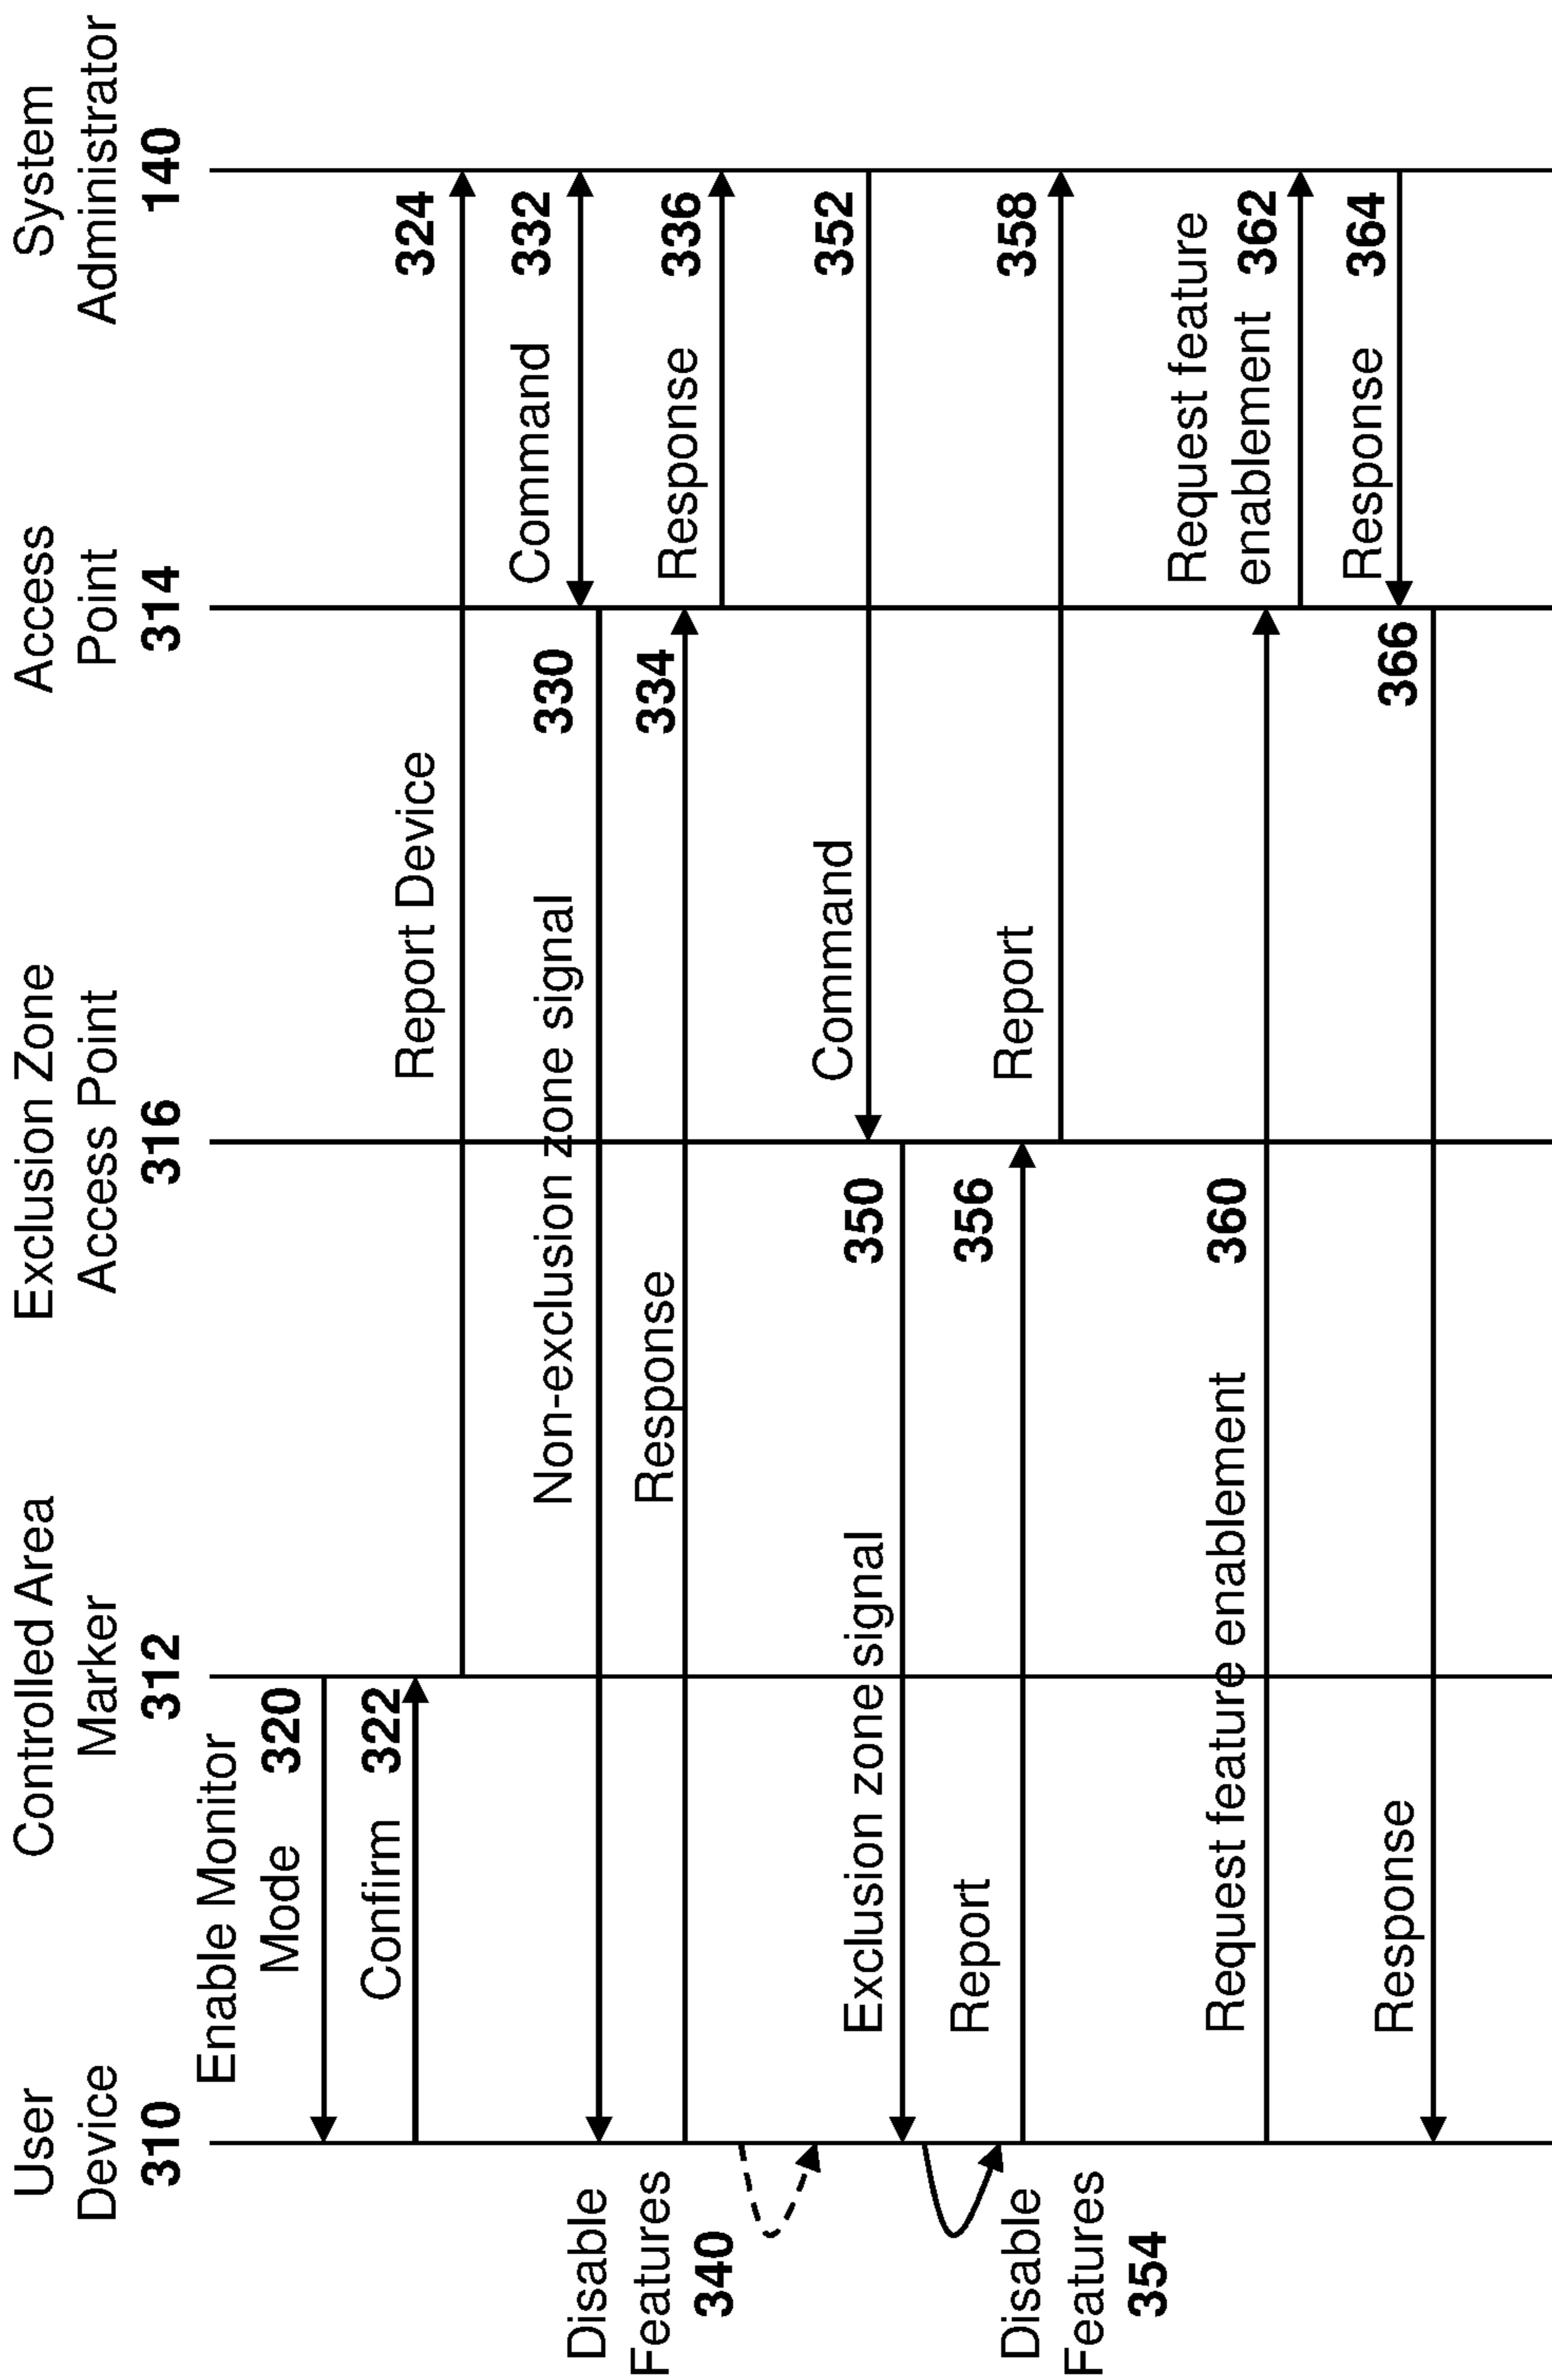 User
Device
310
Controlled Area
Marker
312
Exclusion Zone
Access Point
316
Access
Point
314
System
Administrator
140
Enable Monitor
Mode 320
Confirm 322
Report Device 324
Command 332
Non-exclusion zone signal 330
Response 334
Response 336
Disable
Features
340
Command 352
Exclusion zone signal 350
Disable
Features
354
Report 356
Report 358
Request feature enablement 360
Request feature
enablement 362
Response 364
Response 366